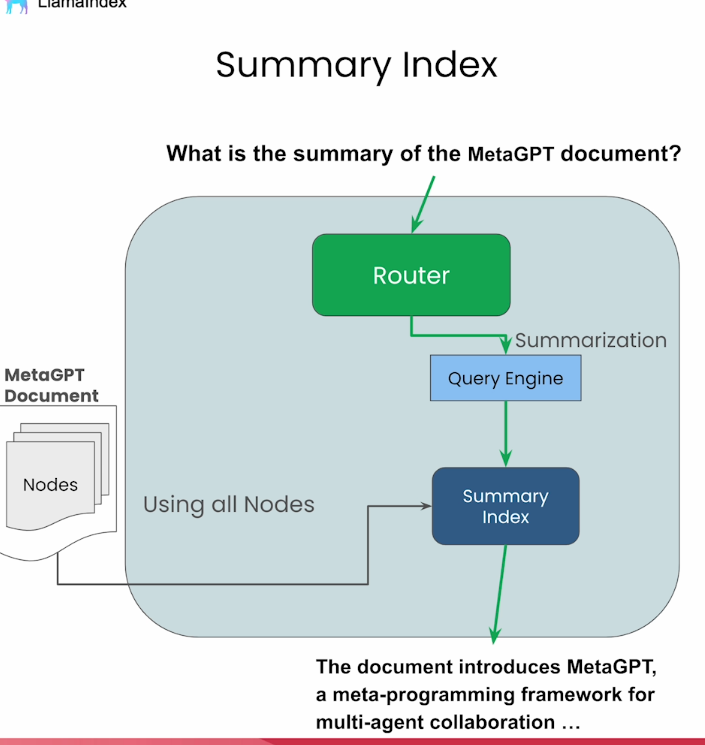 LlamaIndex
Summary Index
What is the summary of the MetaGPT document?
Router
Summarization
Query Engine
MetaGPT
Document
Nodes
Using all Nodes
Summary
Index
The document introduces MetaGPT,
a meta-programming framework for
multi-agent collaboration ...